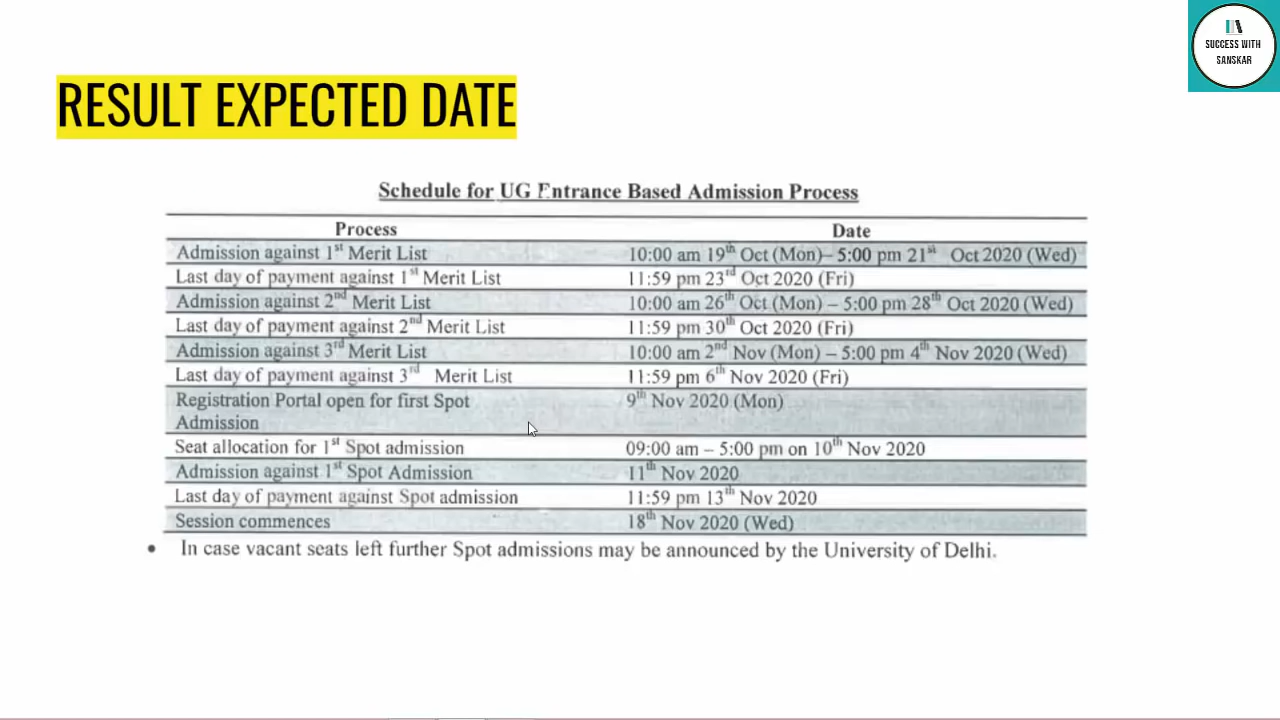 SUCCESS WITH
SANSKAR
RESULT EXPECTED DATE
Schedule for UG Entrance Based Admission Process
Process Date
Admission against 1st Merit List 10:00 am 19th Oct (Mon)– 5:00 pm 21st Oct 2020 (Wed)
Last day of payment against 1st Merit List 11:59 pm 23rd Oct 2020 (Fri)
Admission against 2nd Merit List 10:00 am 26th Oct (Mon) – 5:00 pm 28th Oct 2020 (Wed)
Last day of payment against 2nd Merit List 11:59 pm 30th Oct 2020 (Fri)
Admission against 3rd Merit List 10:00 am 2nd Nov (Mon) – 5:00 pm 4th Nov 2020 (Wed)
Last day of payment against 3rd Merit List 11:59 pm 6th Nov 2020 (Fri)
Registration Portal open for first Spot 9th Nov 2020 (Mon)
Admission
Seat allocation for 1st Spot admission 09:00 am – 5:00 pm on 10th Nov 2020
Admission against 1st Spot Admission 11th Nov 2020
Last day of payment against Spot admission 11:59 pm 13th Nov 2020
Session commences 18th Nov 2020 (Wed)
• In case vacant seats left further Spot admissions may be announced by the University of Delhi.